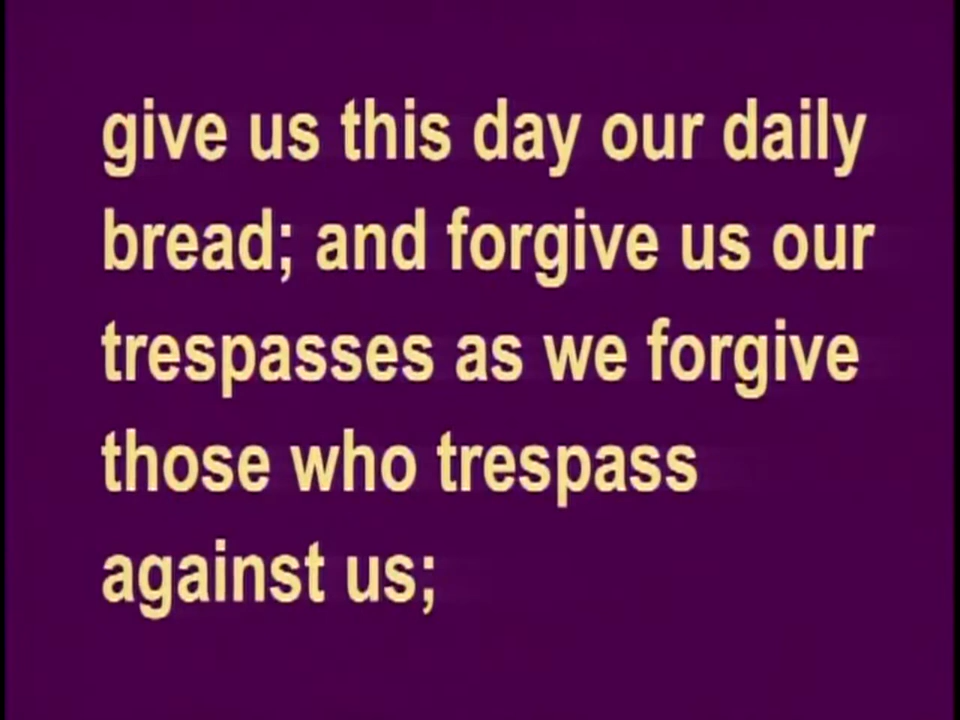 give us this day our daily
bread; and forgive us our
trespasses as we forgive
those who trespass
against us;